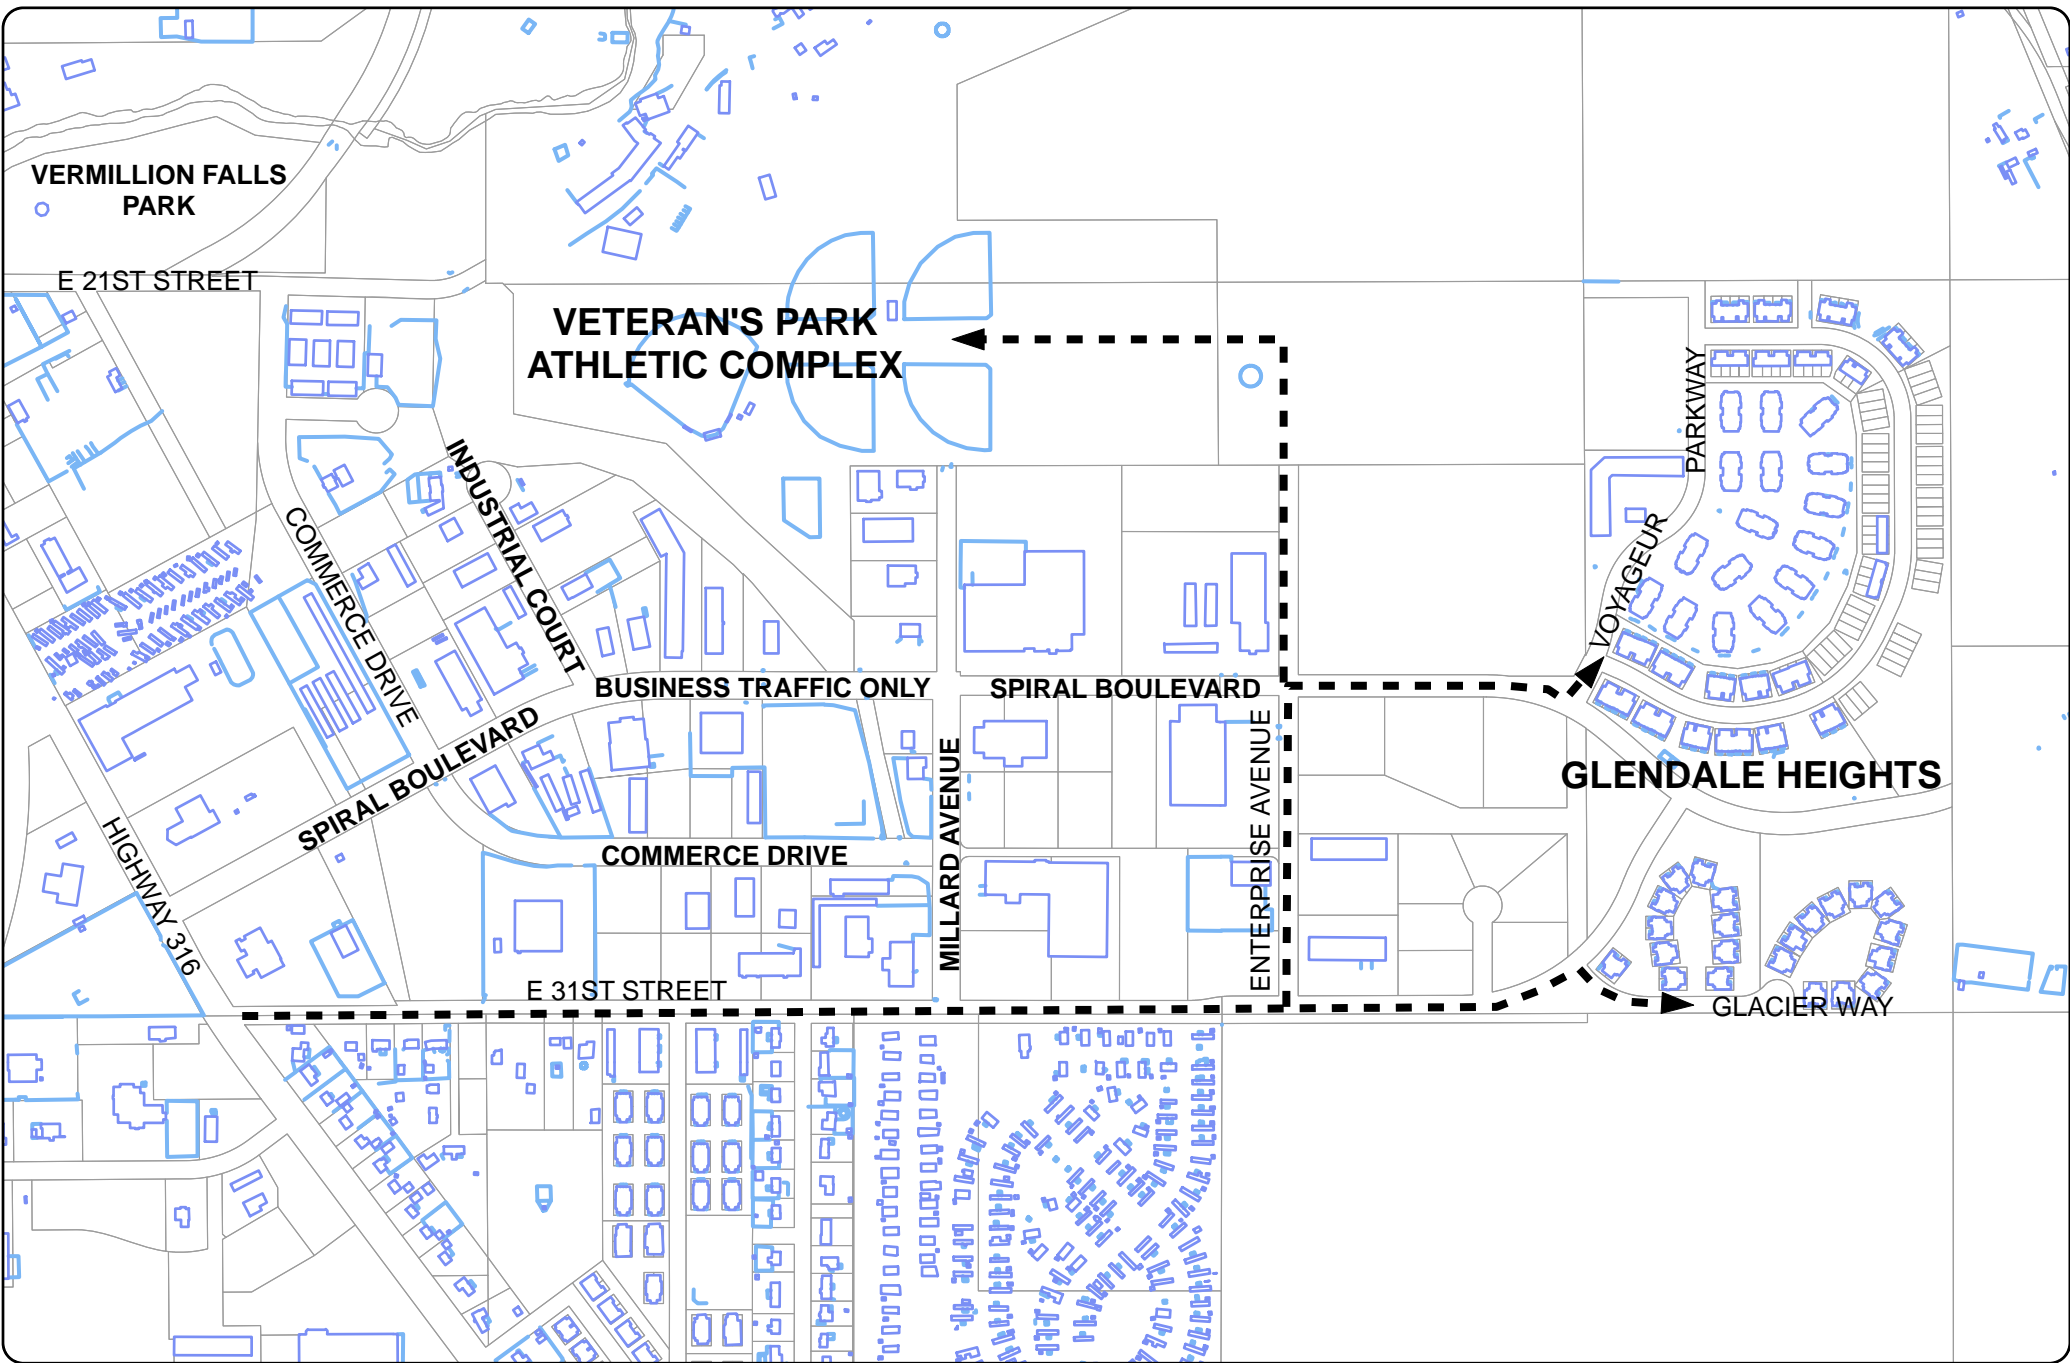 VERMILLION FALLS
PARK
E 21ST STREET
VETERAN'S PARK
ATHLETIC COMPLEX
PARKWAY
VOYAGEUR
INDUSTRIAL COURT
COMMERCE DRIVE
BUSINESS TRAFFIC ONLY
SPIRAL BOULEVARD
SPIRAL BOULEVARD
MILLARD AVENUE
ENTERPRISE AVENUE
GLENDALE HEIGHTS
HIGHWAY 316
COMMERCE DRIVE
E 31ST STREET
GLACIER WAY